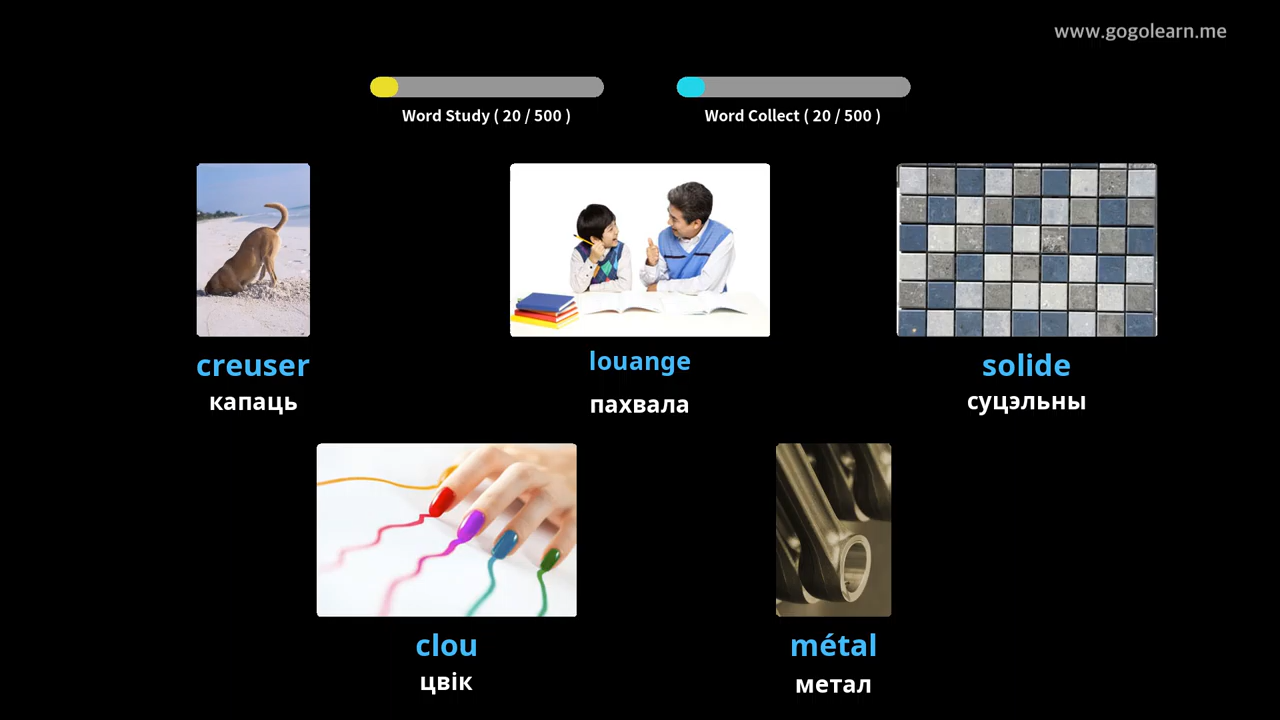 www.gogolearn.me
Word Study ( 20 / 500 )
Word Collect ( 20 / 500 )
creuser
капаць
louange
пахвала
solide
суцэльны
clou
цвік
métal
метал